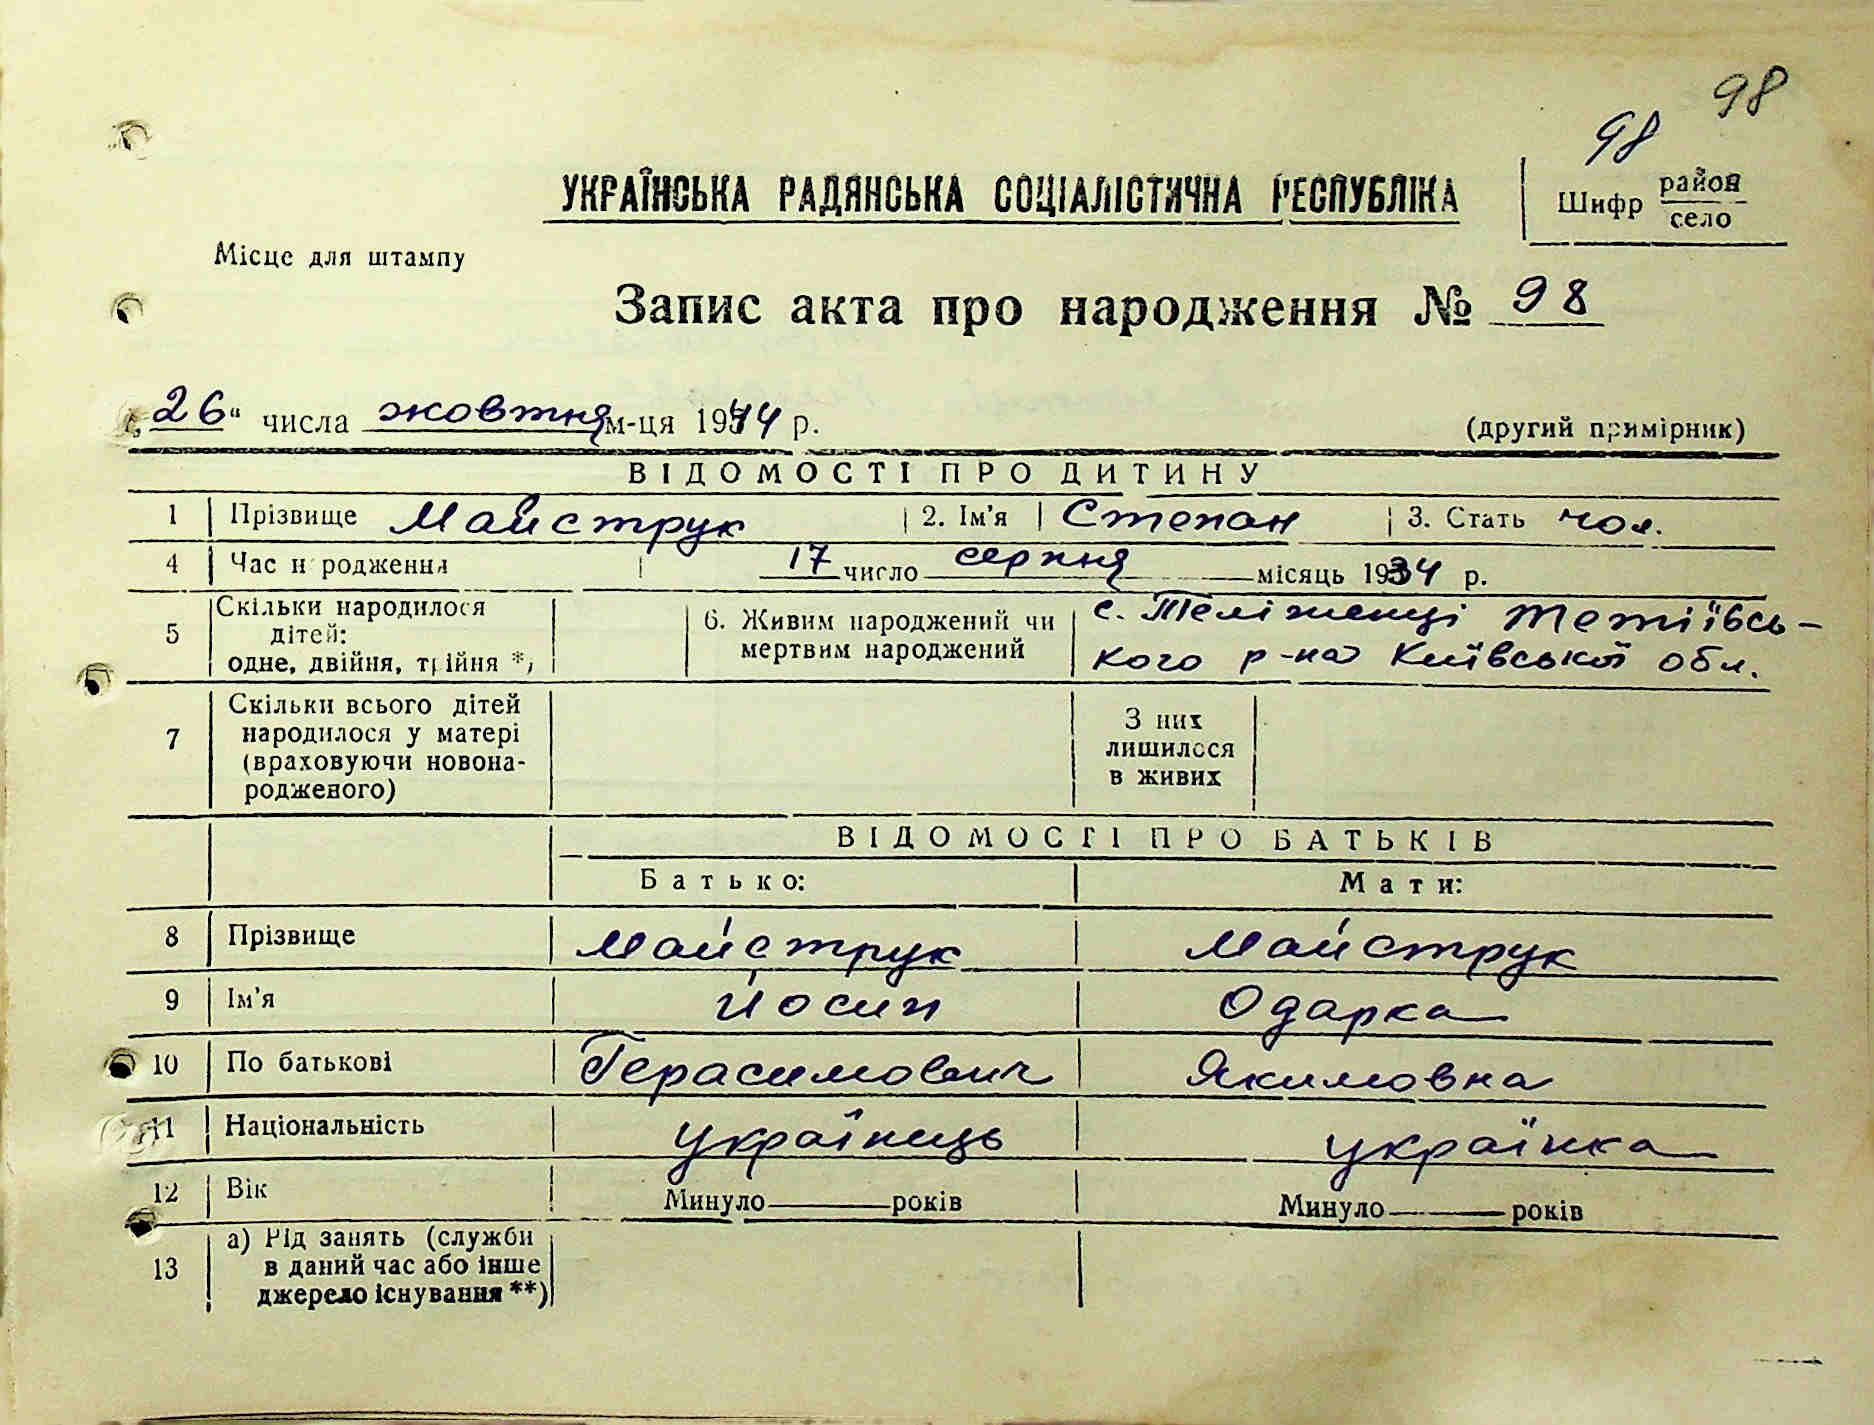 98
98
УКРАЇНСЬКА РАДЯНСЬКА СОЦІАЛІСТИЧНА РЕСПУБЛІКА
Шифр район
село
Місце для штампу
Запис акта про народження № 98
„26“ числа жовтня м-ця 1944 р.
(другий примірник)
ВІДОМОСТІ ПРО ДИТИНУ
1 Прізвище Майструк 2. Ім'я Степан 3. Стать чол.
4 Час народження 17 число серпня місяць 1934 р.
5 Скільки народилося
дітей:
одне, двійня, трійня *)
6. Живим народжений чи
мертвим народжений
с. Теліженці Тетіївсь-
кого р-на Київської обл.
7 Скільки всього дітей
народилося у матері
(враховуючи новона-
родженого)
З них
лишилося
в живих
ВІДОМОСТІ ПРО БАТЬКІВ
Батько: Мати:
8 Прізвище Майструк Майструк
9 Ім'я Йосип Одарка
10 По батькові Герасимович Якимовна
11 Національність українець українка
12 Вік Минуло років Минуло років
13 а) Рід занять (служби
в даний час або інше
джерело існування **)